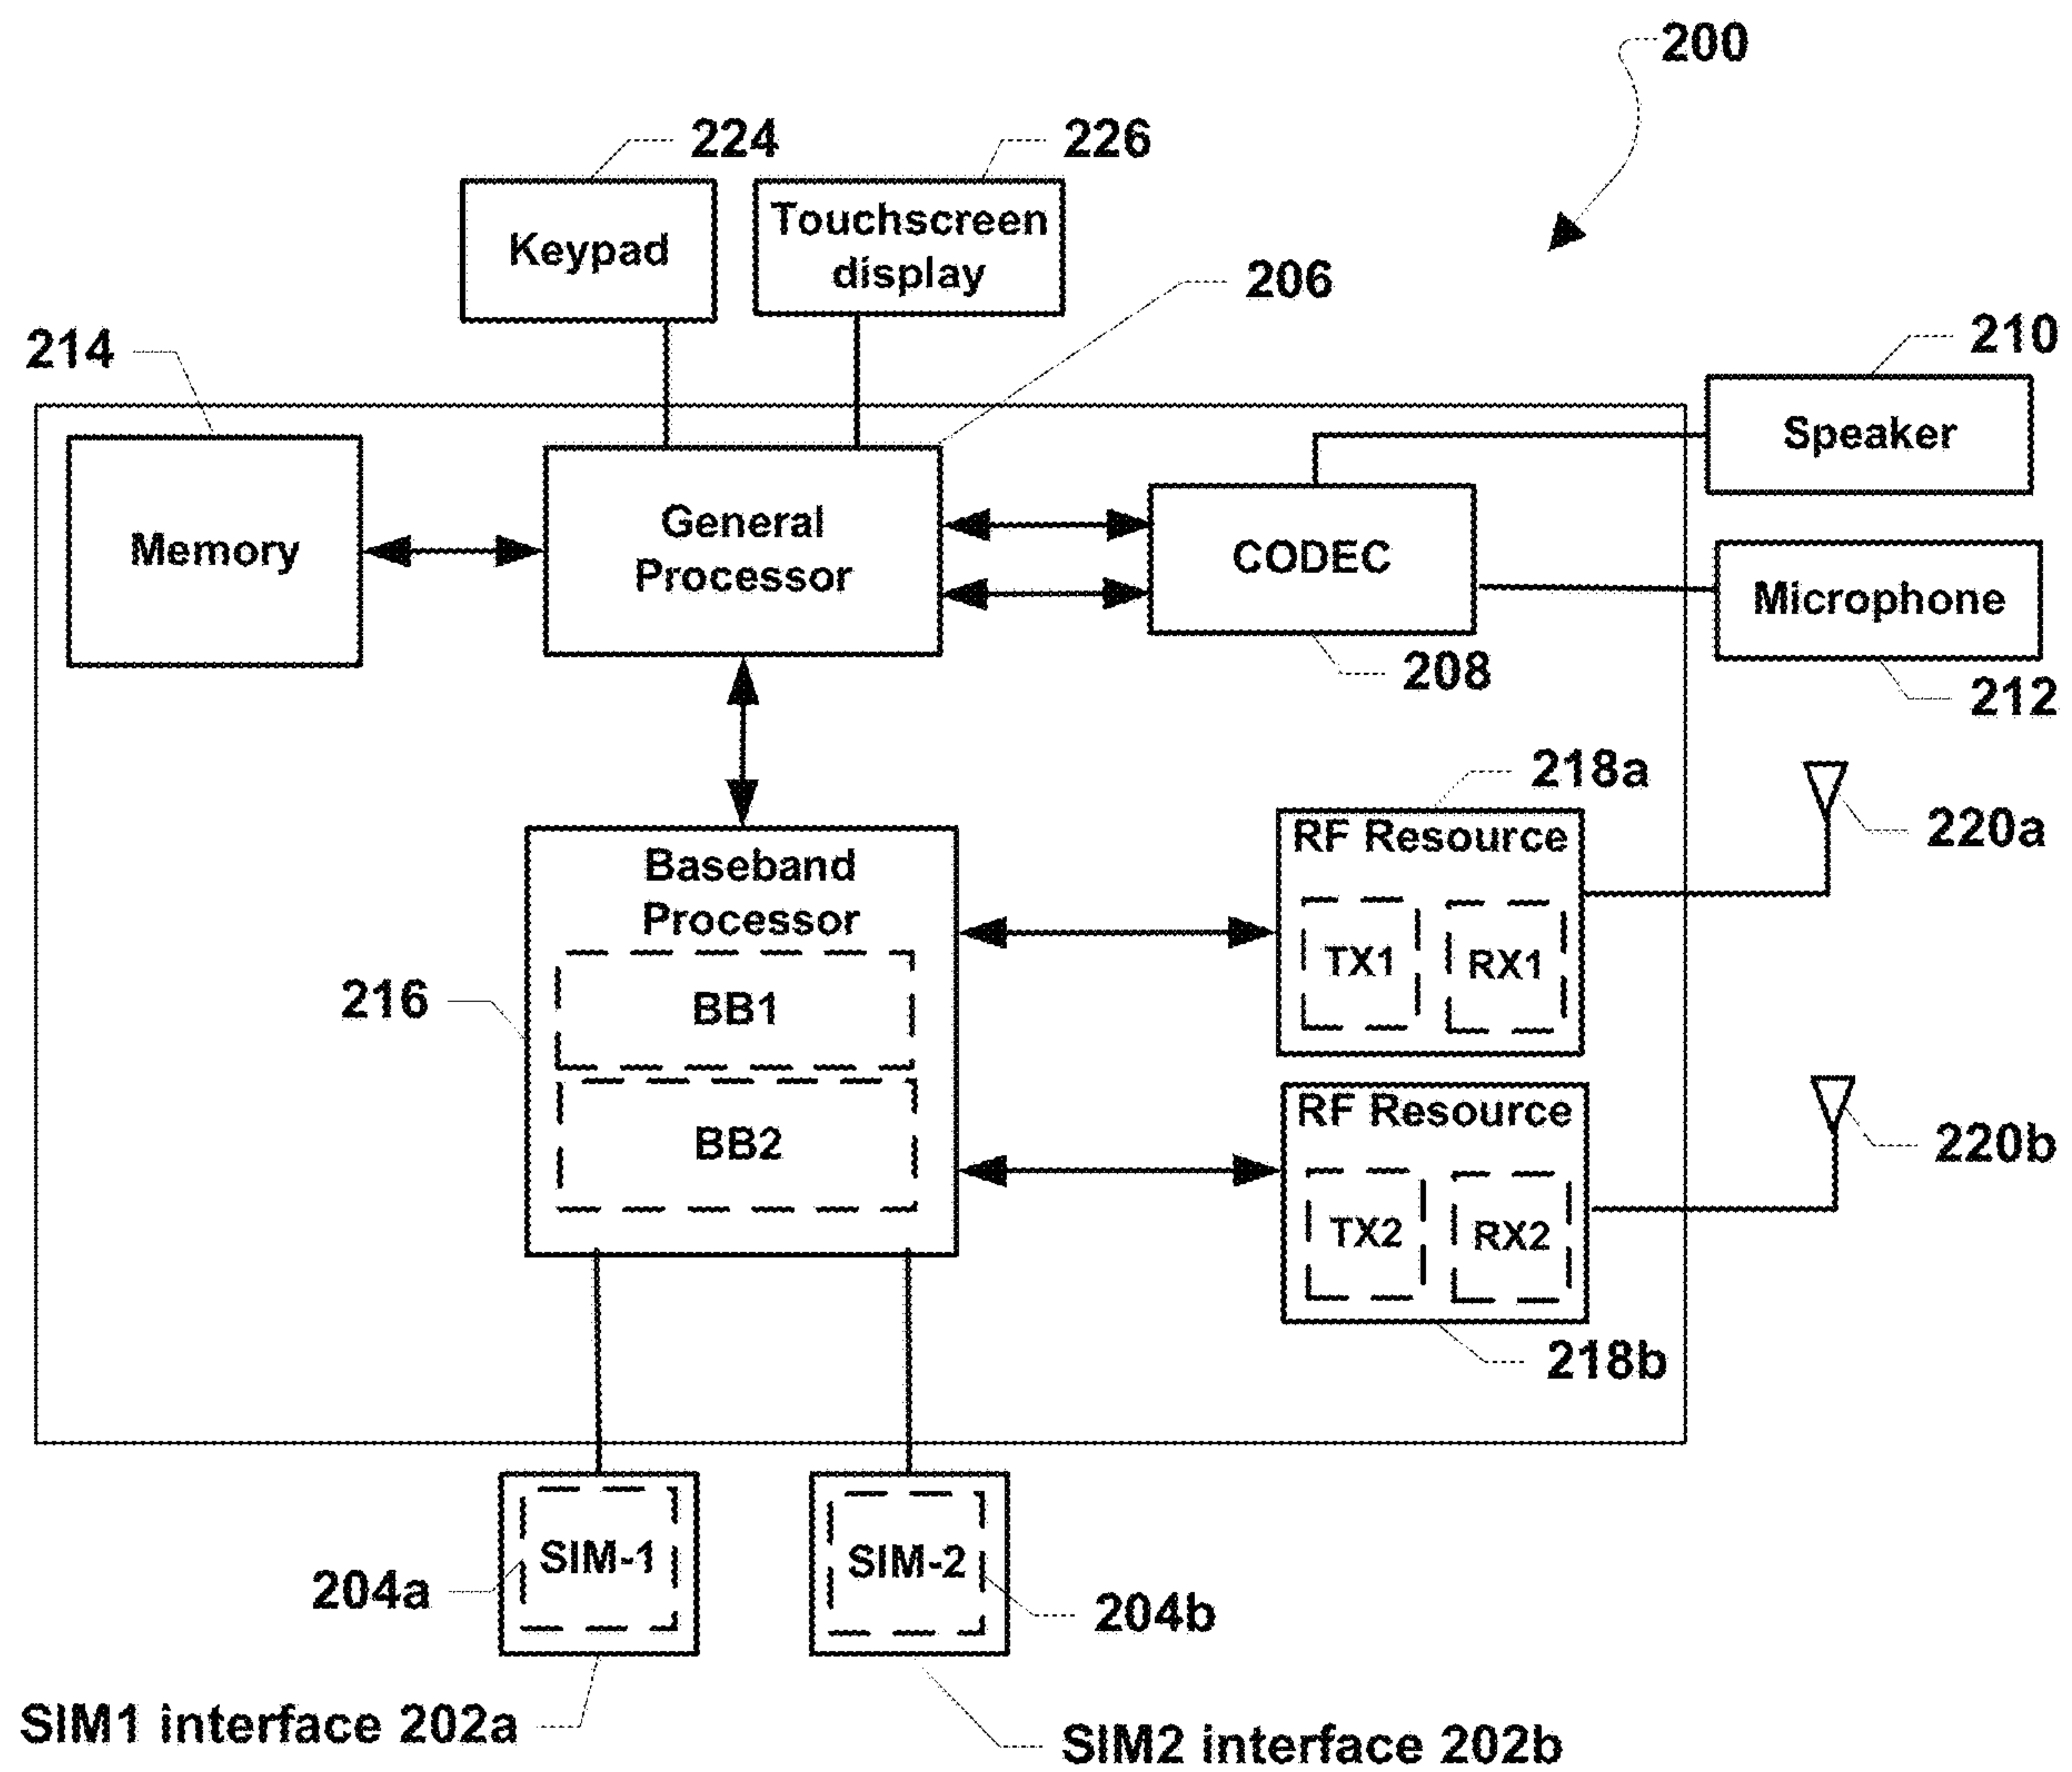 200
224
226
Keypad
Touchscreen
display
206
214
210
Speaker
Memory
General
Processor
CODEC
Microphone
208
212
218a
RF Resource
220a
Baseband
Processor
TX1
RX1
216
BB1
RF Resource
220b
BB2
TX2
RX2
218b
SIM-1
SIM-2
204a
204b
SIM1 interface 202a
SIM2 interface 202b